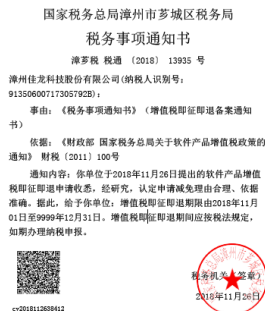 国家税务总局漳州市芗城区税务局
税务事项通知书
漳芗税 税通 〔2018〕 13935 号
漳州佳龙科技股份有限公司(纳税人识别号：
91350600717305792B)：
事由：《税务事项通知书》（增值税即征即退备案通知
书）
依据：《财政部 国家税务总局关于软件产品增值税政策的
通知》 财税〔2011〕100号
通知内容：你单位于2018年11月26日提出的软件产品增值
税即征即退申请收悉，经研究，认定申请减免理由合理、依据
准确。据此，给予你单位：增值税即征即退期限由2018年11月
01日至9999年12月31日。增值税即征即退期间应按税法规定，
如期办理纳税申报。
税务机关（签章）
2018年11月26日
cv2018112638412